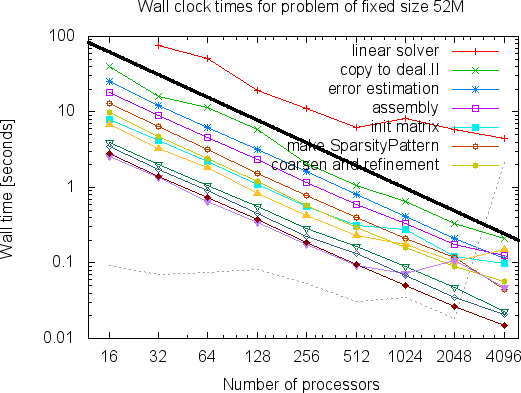 Wall clock times for problem of fixed size 52M
100
10
1
0.1
0.01
Wall time [seconds]
linear solver
copy to deal.II
error estimation
assembly
init matrix
make SparsityPattern
coarsen and refinement
16 32 64 128 256 512 1024 2048 4096
Number of processors